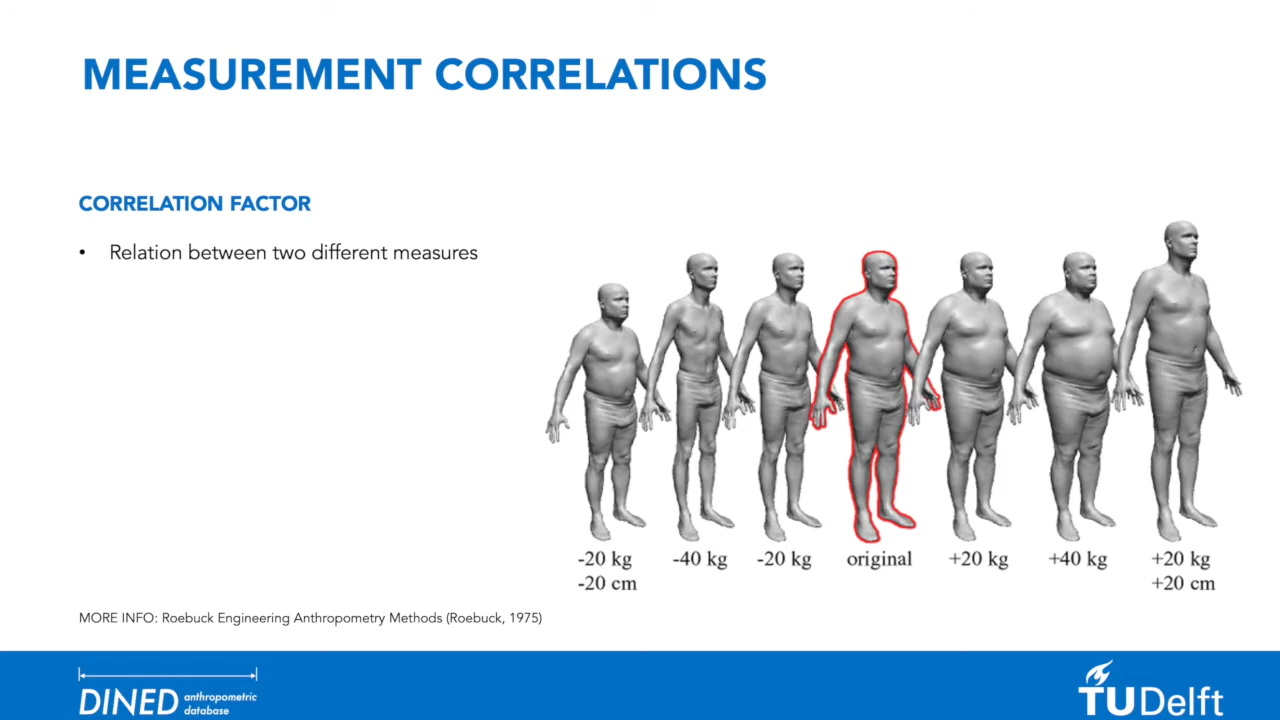 MEASUREMENT CORRELATIONS
CORRELATION FACTOR
• Relation between two different measures
-20 kg
-20 cm
-40 kg
-20 kg
original
+20 kg
+40 kg
+20 kg
+20 cm
MORE INFO: Roebuck Engineering Anthropometry Methods (Roebuck, 1975)
DINED anthropometric
database
TUDelft